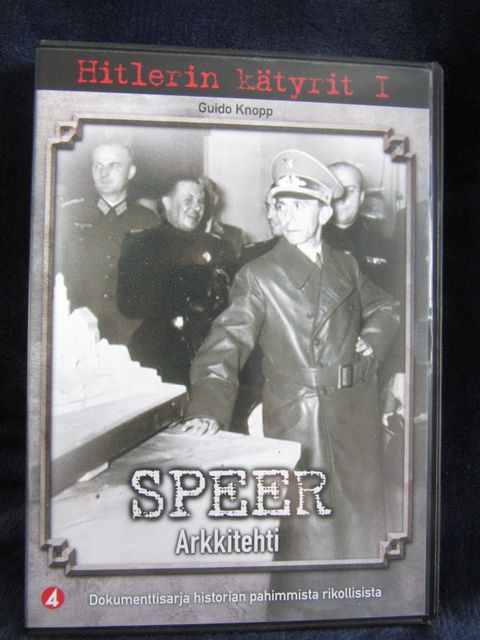 Hitlerin kätyrit I
Guido Knopp
SPEER
Arkkitehti
4
Dokumenttisarja historian pahimmista rikollisista